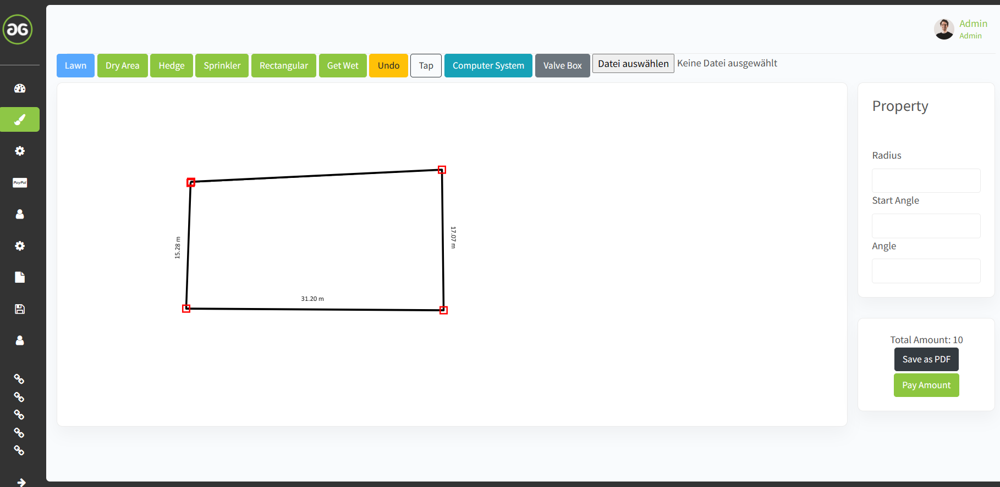 Admin
Admin
Lawn
Dry Area
Hedge
Sprinkler
Rectangular
Get Wet
Undo
Tap
Computer System
Valve Box
Datei auswählen
Keine Datei ausgewählt
PayPal
15.28 m
17.07 m
31.20 m
Property
Radius
Start Angle
Angle
Total Amount: 10
Save as PDF
Pay Amount